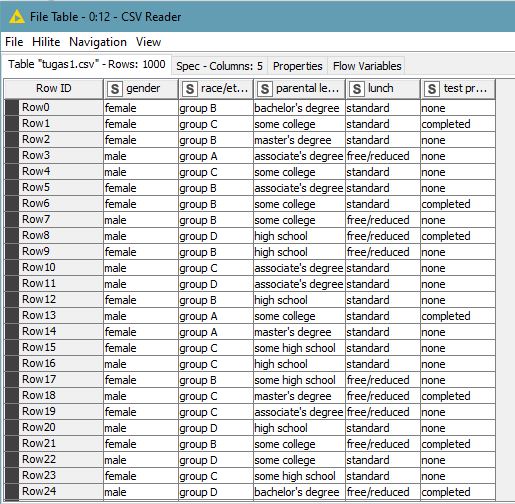 File Table - 0:12 - CSV Reader
File Hilite Navigation View
Table "tugas1.csv" - Rows: 1000 Spec - Columns: 5 Properties Flow Variables
Row ID S gender S race/et... S parental le... S lunch S test pr...
Row0 female group B bachelor's degree standard none
Row1 female group C some college standard completed
Row2 female group B master's degree standard none
Row3 male group A associate's degree free/reduced none
Row4 male group C some college standard none
Row5 female group B associate's degree standard none
Row6 female group B some college standard completed
Row7 male group B some college free/reduced none
Row8 male group D high school free/reduced completed
Row9 female group B high school free/reduced none
Row10 male group C associate's degree standard none
Row11 male group D associate's degree standard none
Row12 female group B high school standard none
Row13 male group A some college standard completed
Row14 female group A master's degree standard none
Row15 female group C some high school standard none
Row16 male group C high school standard none
Row17 female group B some high school free/reduced none
Row18 male group C master's degree free/reduced completed
Row19 female group C associate's degree free/reduced none
Row20 male group D high school standard none
Row21 female group B some college free/reduced completed
Row22 male group D some college standard none
Row23 female group C some high school standard none
Row24 male group D bachelor's degree free/reduced completed